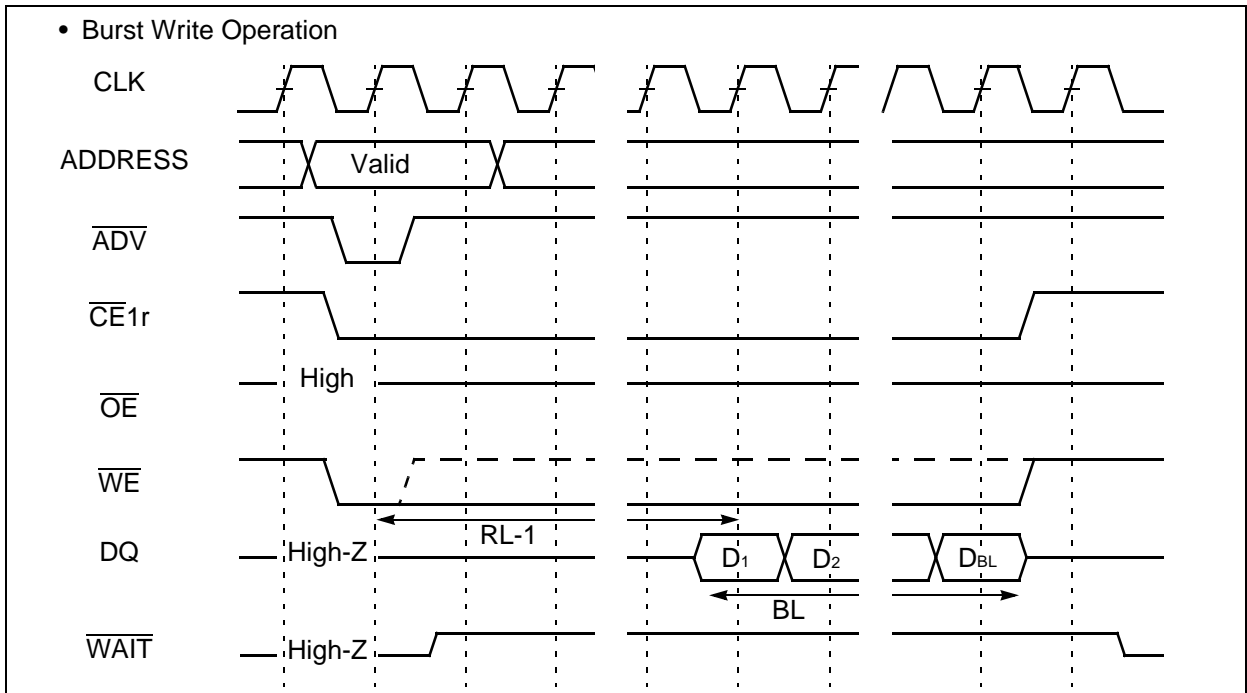 • Burst Write Operation
CLK
ADDRESS
Valid
ADV
CE1r
High
OE
WE
RL-1
DQ
High-Z
D1
D2
DBL
BL
WAIT
High-Z